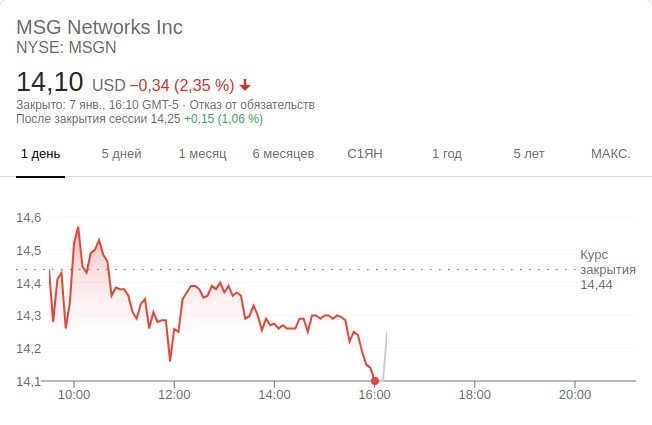 MSG Networks Inc
NYSE: MSGN
14,10 USD −0,34 (2,35 %)
Закрыто: 7 янв., 16:10 GMT-5 · Отказ от обязательств
После закрытия сессии 14,25 +0,15 (1,06 %)
1 день 5 дней 1 месяц 6 месяцев С1ЯН 1 год 5 лет МАКС.
14,6
14,5
Курс
закрытия
14,44
14,4
14,3
14,2
14,1
10:00 12:00 14:00 16:00 18:00 20:00